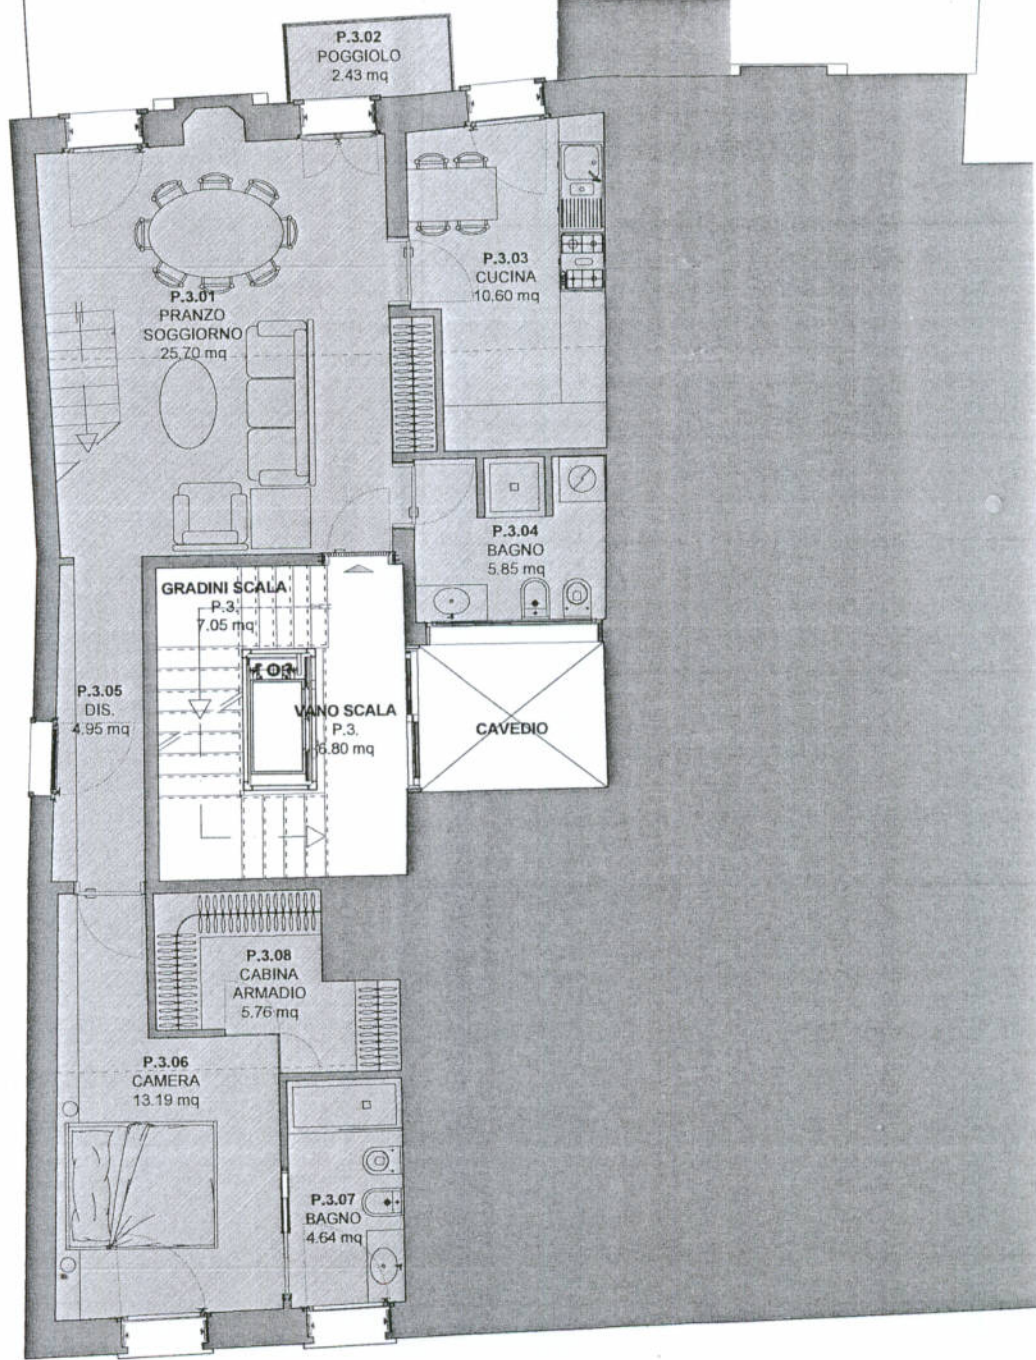 P.3.02
POGGIOLO
2.43 mq
P.3.03
CUCINA
10.60 mq
P.3.01
PRANZO
SOGGIORNO
25.70 mq
P.3.04
BAGNO
5.85 mq
GRADINI SCALA
P.3.
7.05 mq
P.3.05
DIS.
4.95 mq
VANO SCALA
P.3.
6.80 mq
CAVEDIO
P.3.08
CABINA
ARMADIO
5.76 mq
P.3.06
CAMERA
13.19 mq
P.3.07
BAGNO
4.64 mq